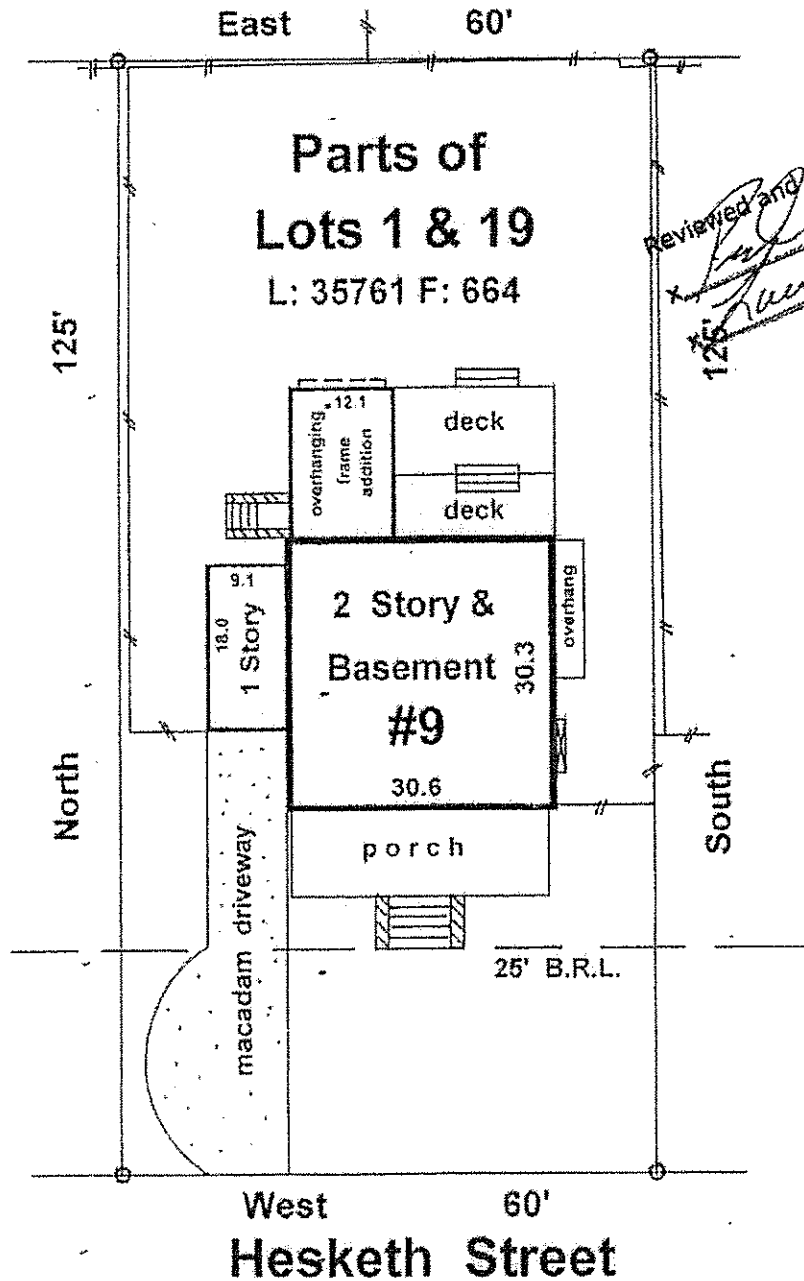 East 60'
Parts of
Lots 1 & 19
L: 35761 F: 664
Reviewed and
x
x
125'
125'
12.1
overhanging
frame
addition
deck
deck
9.1
18.0
1 Story
2 Story &
Basement
#9
30.3
30.6
overhang
North
South
porch
macadam driveway
25' B.R.L.
West 60'
Hesketh Street